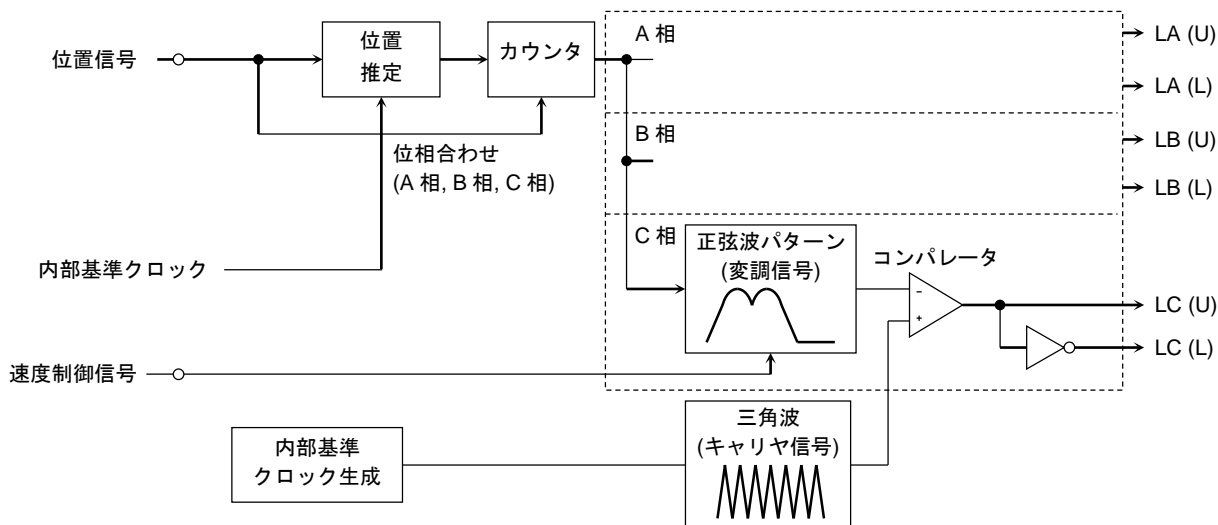 位置信号
位置
推定
カウンタ
A 相
LA (U)
LA (L)
位相合わせ
(A 相, B 相, C 相)
B 相
LB (U)
LB (L)
内部基準クロック
C 相
正弦波パターン
(変調信号)
コンパレータ
−
+
LC (U)
LC (L)
速度制御信号
内部基準
クロック生成
三角波
(キャリヤ信号)